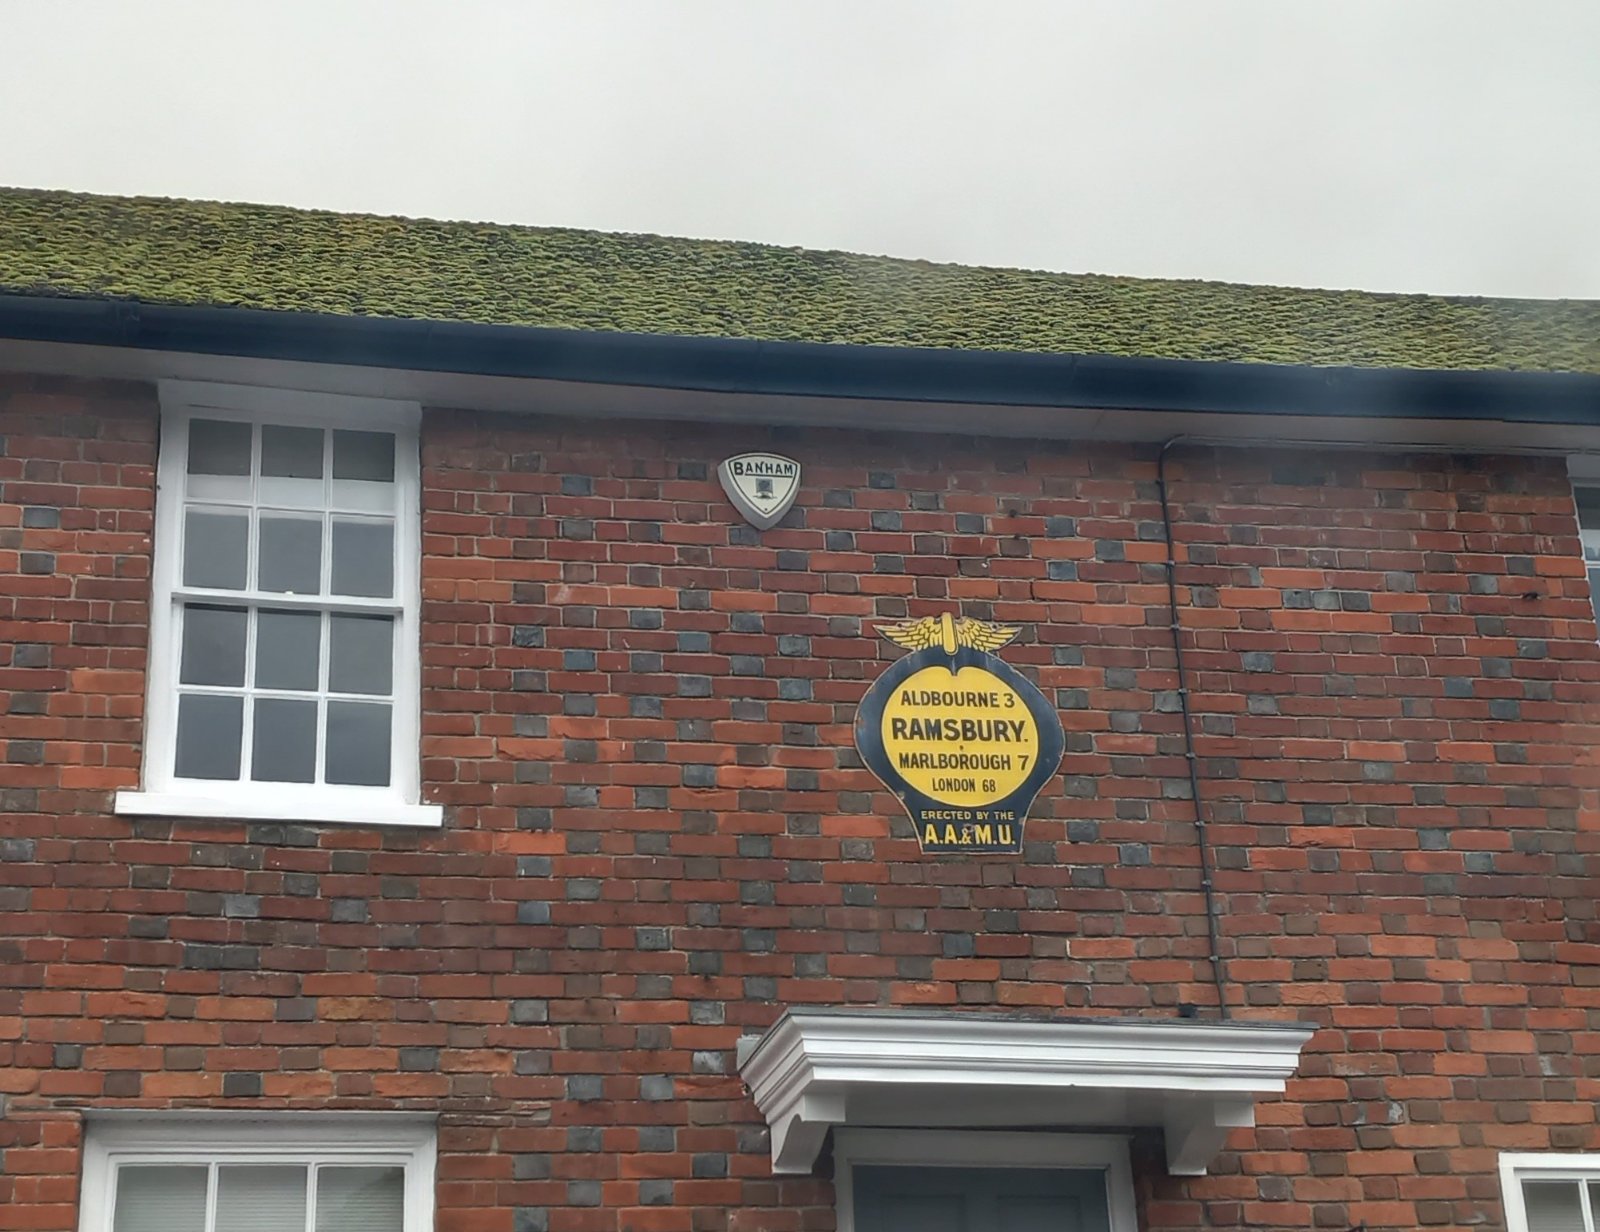 BANHAM
ALDBOURNE 3
RAMSBURY.
MARLBOROUGH 7
LONDON 68
ERECTED BY THE
A.A.& M.U.